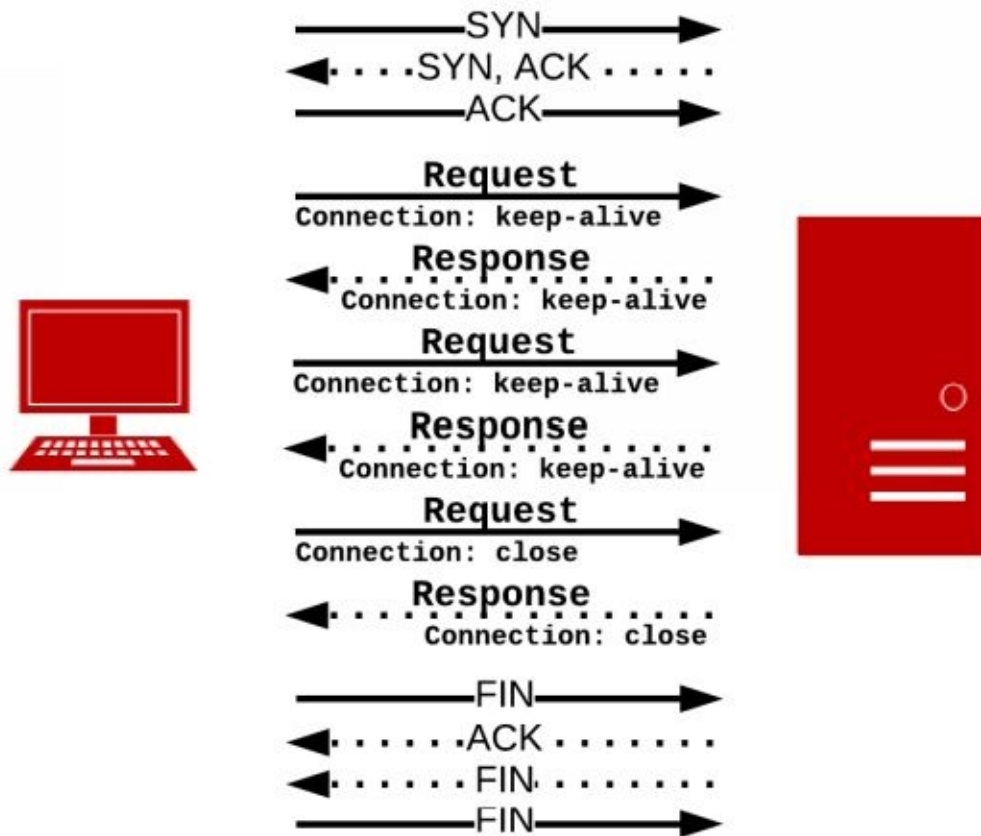 SYN
SYN, ACK
ACK
Request
Connection: keep-alive
Response
Connection: keep-alive
Request
Connection: keep-alive
Response
Connection: keep-alive
Request
Connection: close
Response
Connection: close
FIN
ACK
FIN
FIN